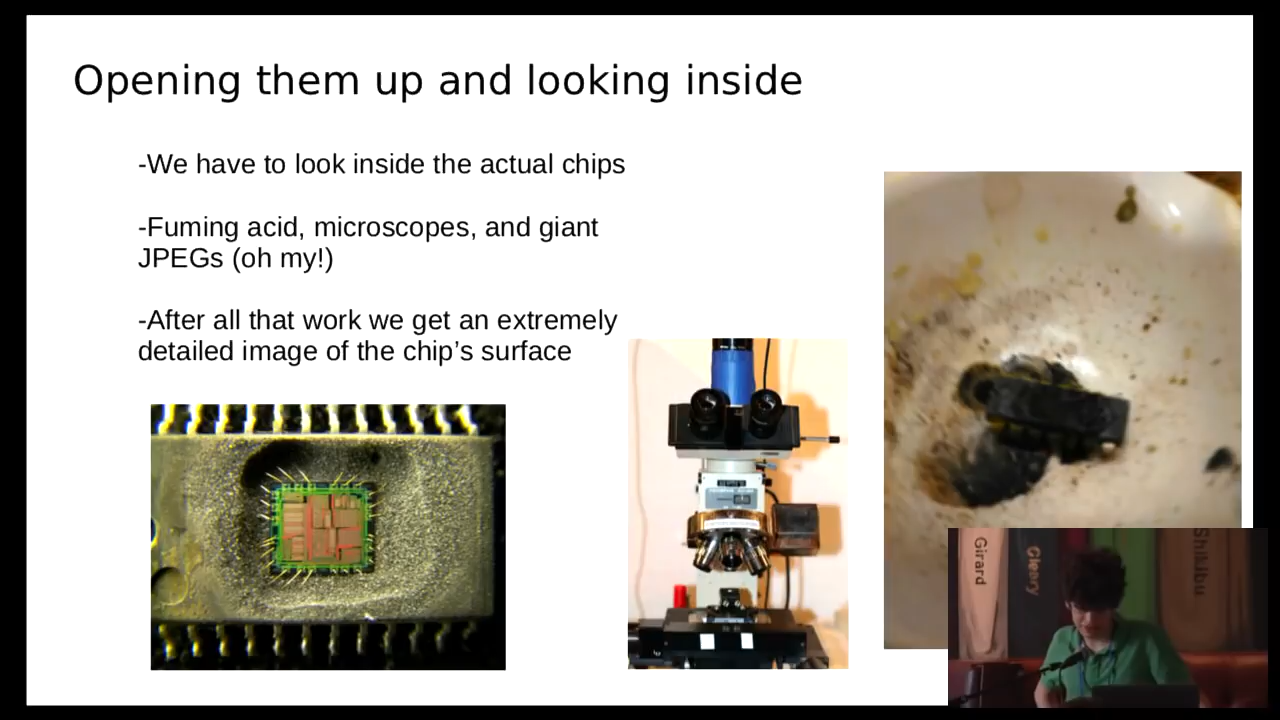 Opening them up and looking inside
-We have to look inside the actual chips
-Fuming acid, microscopes, and giant
JPEGs (oh my!)
-After all that work we get an extremely
detailed image of the chip’s surface
Girard
Cleary
Shikibu